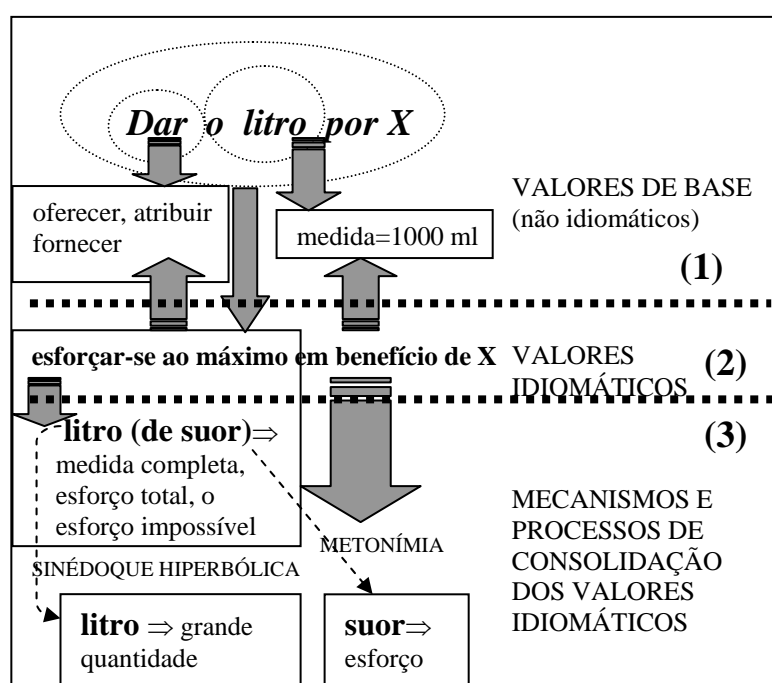 Dar o litro por X
oferecer, atribuir
fornecer
medida=1000 ml
VALORES DE BASE
(não idiomáticos)
(1)
esforçar-se ao máximo em benefício de X
VALORES
IDIOMÁTICOS
(2)
(3)
litro (de suor)⇒
medida completa,
esforço total, o
esforço impossível
METONÍMIA
SINÉDOQUE HIPERBÓLICA
MECANISMOS E
PROCESSOS DE
CONSOLIDAÇÃO
DOS VALORES
IDIOMÁTICOS
litro ⇒ grande
quantidade
suor⇒
esforço